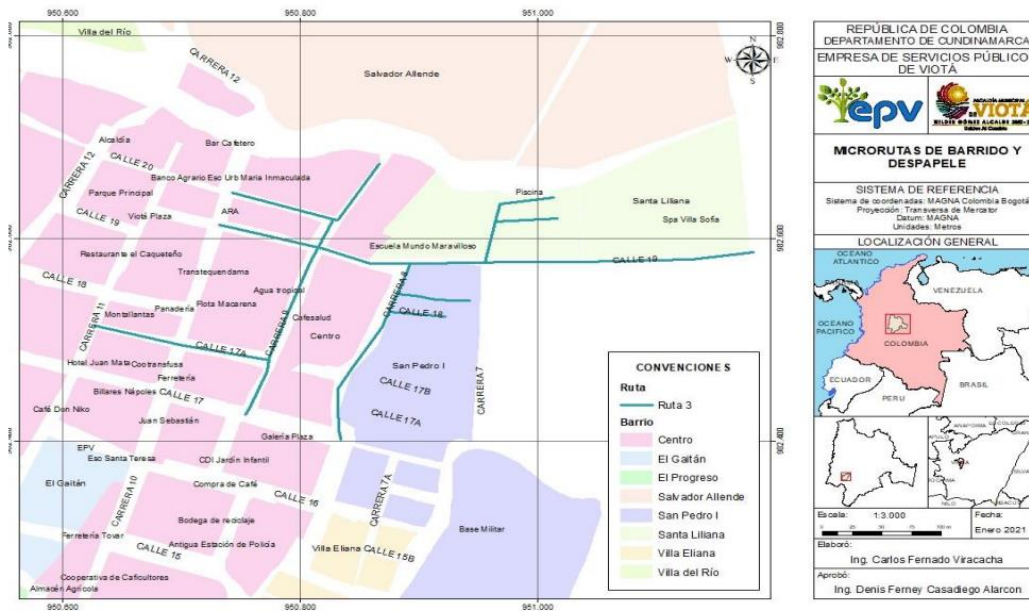 950.600
950.800
951.000
902.800
902.600
902.400
Villa del Río
CARRERA 12
Salvador Allende
N
W
E
S
Alcaldía
Bar Cafetero
CALLE 20
CARRERA 12
Banco Agrario Esc Urb Maria Inmaculada
Parque Principal
Piscina
Santa Liliana
CALLE 19
Viotá Plaza
ARA
Spa Villa Sofia
Restaurante el Caqueteño
Escuela Mundo Maravilloso
CALLE 19
CALLE 18
Transtequendama
CARRERA 8
CARRERA 11
Panadería
Flota Macarena
Agua tropical
Montallantas
Cafesalud
CALLE 18
CARRERA 9
Centro
CALLE 17A
Hotel Juan Mata
Cootransfusa
Ferretería
San Pedro I
CARRERA 7
Billares Nápoles
CALLE 17
CALLE 17B
Café Don Niko
Juan Sebastián
CALLE 17A
Galería Plaza
EPV
Eso Santa Teresa
CDI Jardín Infantil
El Gaitán
CARRERA 10
Compra de Café
CALLE 16
CARRERA 7A
Bodega de reciclaje
Base Militar
Ferretería Tovar
CALLE 15
Antigua Estación de Policía
Villa Eliana
CALLE 15B
Cooperativa de Caficultores
Almacén Agrícola
950.600
950.800
951.000
CONVENCIONES
Ruta
Ruta 3
Barrio
Centro
El Gaitán
El Progreso
Salvador Allende
San Pedro I
Santa Liliana
Villa Eliana
Villa del Río
REPÚBLICA DE COLOMBIA
DEPARTAMENTO DE CUNDINAMARCA
EMPRESA DE SERVICIOS PÚBLICO
DE VIOTÁ
epv
DE VIOTÁ
MICRORUTAS DE BARRIDO Y
DESPAPELE
SISTEMA DE REFERENCIA
Sistema de coordenadas: MAGNA Colombia Bogotá
Proyección: Transversa de Mercator
Datum: MAGNA
Unidades: Metros
LOCALIZACIÓN GENERAL
OCEANO
ATLANTICO
VENEZUELA
OCEANO
PACIFICO
COLOMBIA
ECUADOR
BRASIL
PERU
NILO
Escala: 1:3.000
Fecha:
Enero 2021
Elaboró:
Ing. Carlos Fernado Viracacha
Aprobó:
Ing. Denis Ferney Casadiego Alarcon